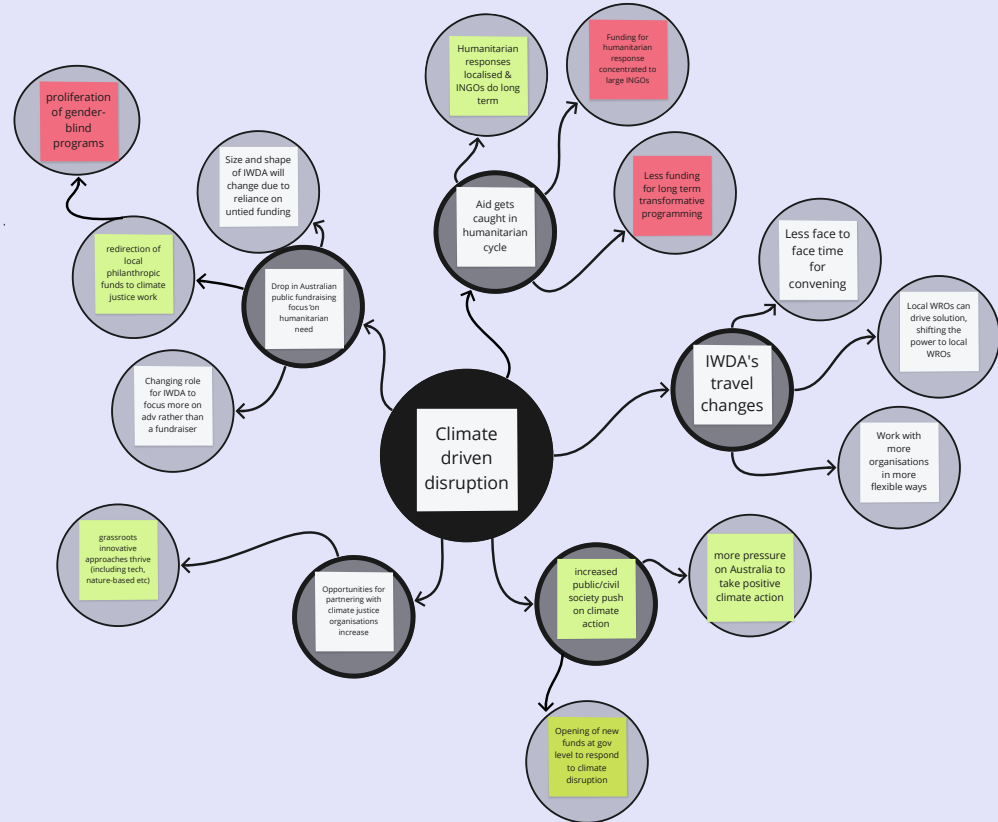 Humanitarian
responses
localised &
INGOs do long
term
Funding for
humanitarian
response
concentrated to
large INGOs
proliferation
of gender-
blind
programs
Size and shape
of IWDA will
change due to
reliance on
untied funding
Aid gets
caught in
humanitarian
cycle
Less funding
for long term
transformative
programming
redirection of
local
philanthropic
funds to climate
justice work
Drop in Australian
public fundraising
focus on
humanitarian
need
Less face to
face time
for
convening
Local WROs can
drive solution,
shifting the
power to local
WROs
Changing role
for IWDA to
focus more on
adv rather than
a fundraiser
IWDA's
travel
changes
Climate
driven
disruption
Work with
more
organisations
in more
flexible ways
grassroots
innovative
approaches thrive
(including tech,
nature-based etc)
Opportunities for
partnering with
climate justice
organisations
increase
increased
public/civil
society push
on climate
action
more pressure
on Australia to
take positive
climate action
Opening of new
funds at gov
level to respond
to climate
disruption